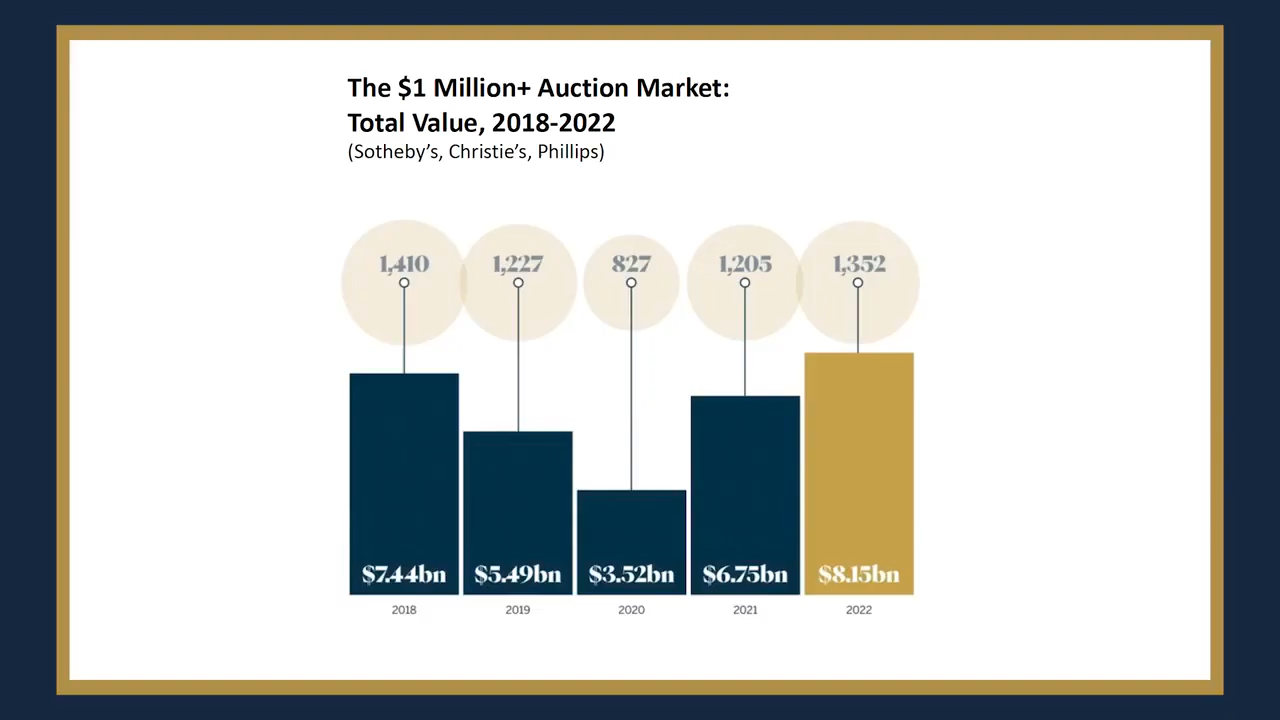 The $1 Million+ Auction Market:
Total Value, 2018-2022
(Sotheby’s, Christie’s, Phillips)
1,410 1,227 827 1,205 1,352
$7.44bn $5.49bn $3.52bn $6.75bn $8.15bn
2018 2019 2020 2021 2022